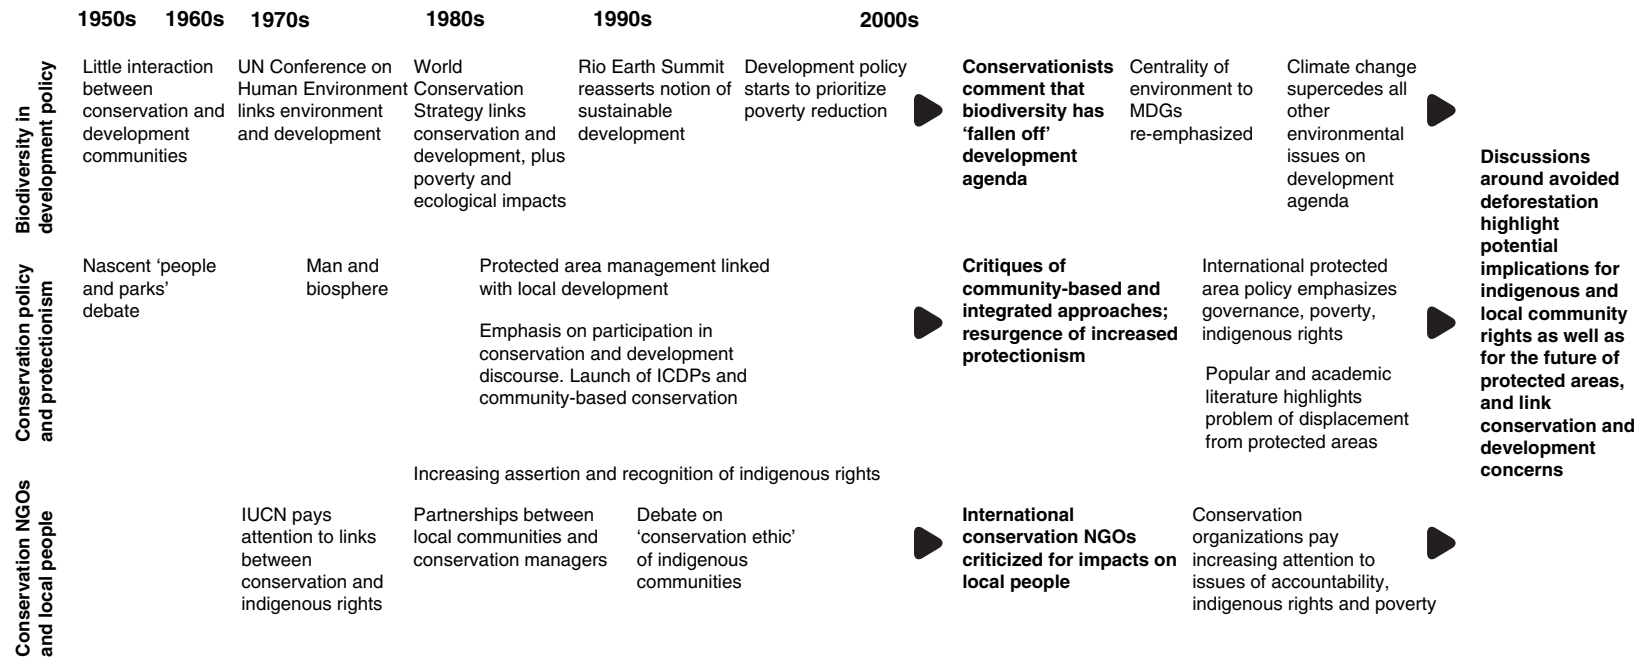 1950s 1960s 1970s 1980s 1990s 2000s
Biodiversity in
development policy
Little interaction
between
conservation and
development
communities
UN Conference on
Human Environment
links environment
and development
World
Conservation
Strategy links
conservation and
development, plus
poverty and
ecological impacts
Rio Earth Summit
reasserts notion of
sustainable
development
Development policy
starts to prioritize
poverty reduction
Conservationists
comment that
biodiversity has
‘fallen off’
development
agenda
Centrality of
environment to
MDGs
re-emphasized
Climate change
supercedes all
other
environmental
issues on
development
agenda
Conservation policy
and protectionism
Nascent ‘people
and parks’
debate
Man and
biosphere
Protected area management linked
with local development
Emphasis on participation in
conservation and development
discourse. Launch of ICDPs and
community-based conservation
Critiques of
community-based and
integrated approaches;
resurgence of increased
protectionism
International protected
area policy emphasizes
governance, poverty,
indigenous rights
Popular and academic
literature highlights
problem of displacement
from protected areas
Increasing assertion and recognition of indigenous rights
Conservation NGOs
and local people
IUCN pays
attention to links
between
conservation and
indigenous rights
Partnerships between
local communities and
conservation managers
Debate on
‘conservation ethic’
of indigenous
communities
International
conservation NGOs
criticized for impacts on
local people
Conservation
organizations pay
increasing attention to
issues of accountability,
indigenous rights and poverty
Discussions
around avoided
deforestation
highlight
potential
implications for
indigenous and
local community
rights as well as
for the future of
protected areas,
and link
conservation and
development
concerns